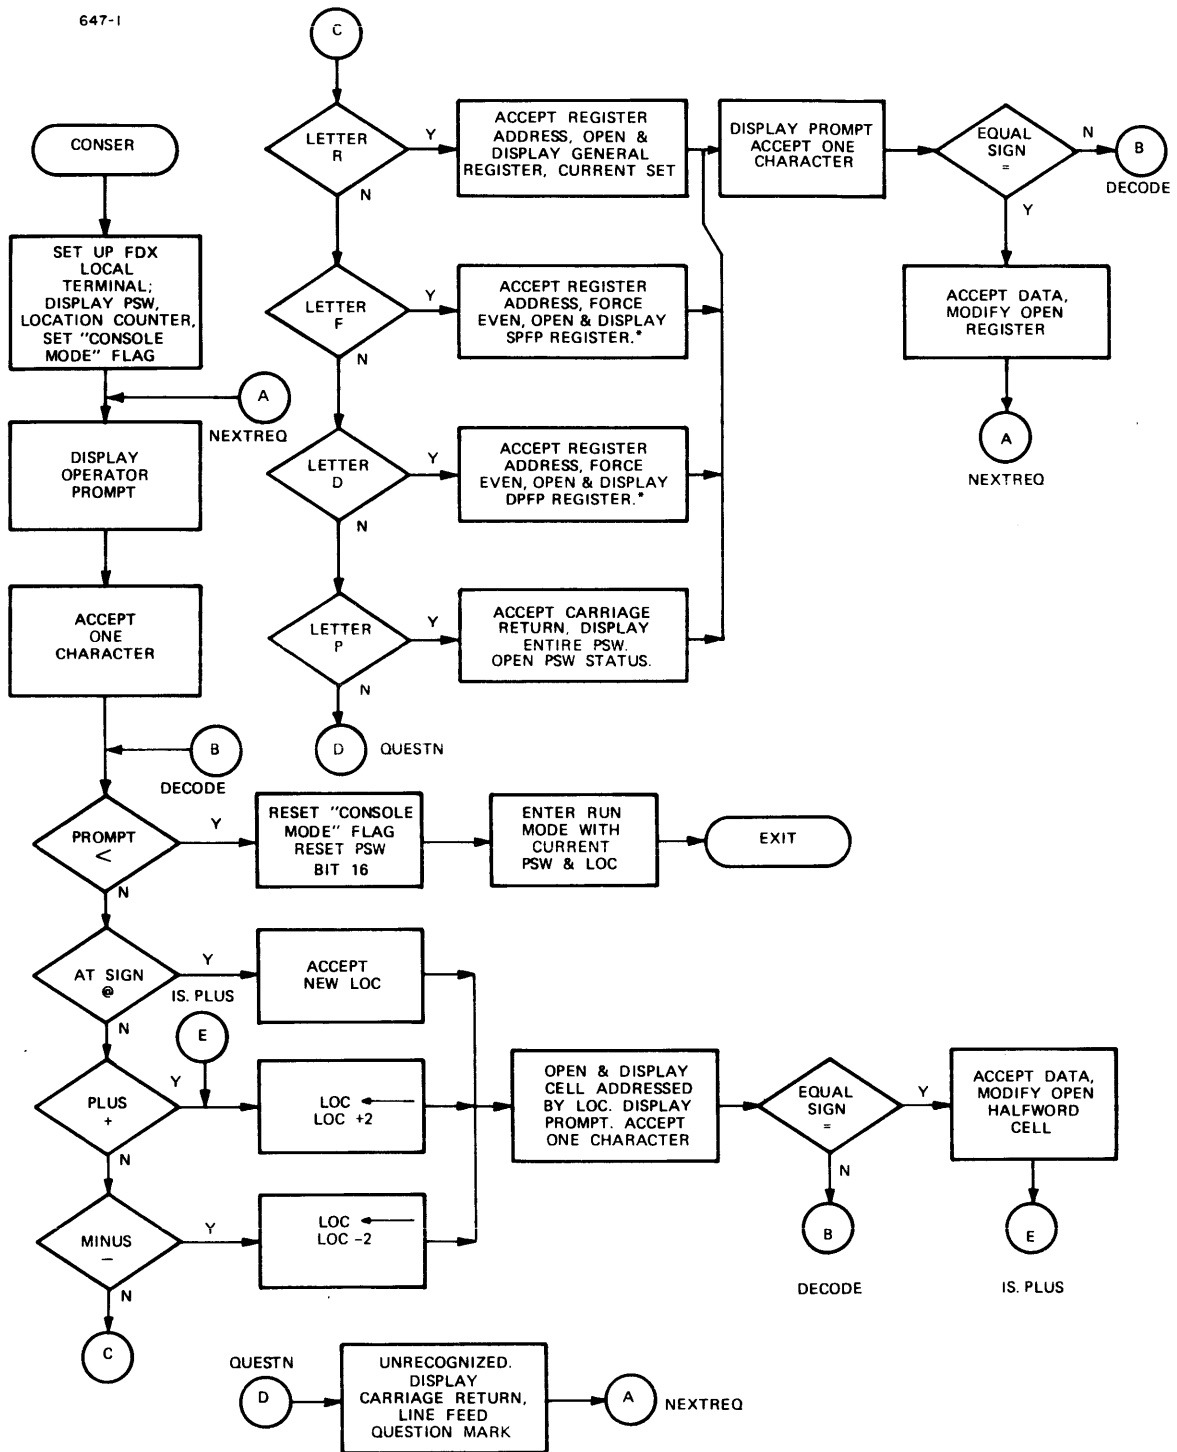 647-1
C
CONSER
SET UP FDX
LOCAL
TERMINAL;
DISPLAY PSW,
LOCATION COUNTER,
SET "CONSOLE
MODE" FLAG
A
NEXTREQ
DISPLAY
OPERATOR
PROMPT
ACCEPT
ONE
CHARACTER
B
DECODE
LETTER
R
Y
N
ACCEPT REGISTER
ADDRESS, OPEN &
DISPLAY GENERAL
REGISTER, CURRENT SET
DISPLAY PROMPT
ACCEPT ONE
CHARACTER
EQUAL
SIGN
=
N
B
DECODE
Y
ACCEPT DATA,
MODIFY OPEN
REGISTER
A
NEXTREQ
LETTER
F
Y
N
ACCEPT REGISTER
ADDRESS, FORCE
EVEN, OPEN & DISPLAY
SPFP REGISTER.*
LETTER
D
Y
N
ACCEPT REGISTER
ADDRESS, FORCE
EVEN, OPEN & DISPLAY
DPFP REGISTER.*
LETTER
P
Y
N
ACCEPT CARRIAGE
RETURN, DISPLAY
ENTIRE PSW.
OPEN PSW STATUS.
D
QUESTN
PROMPT
<
Y
N
RESET "CONSOLE
MODE" FLAG
RESET PSW
BIT 16
ENTER RUN
MODE WITH
CURRENT
PSW & LOC
EXIT
AT SIGN
@
Y
N
ACCEPT
NEW LOC
IS. PLUS
E
PLUS
+
Y
N
LOC ←
LOC +2
OPEN & DISPLAY
CELL ADDRESSED
BY LOC. DISPLAY
PROMPT. ACCEPT
ONE CHARACTER
EQUAL
SIGN
=
Y
N
ACCEPT DATA,
MODIFY OPEN
HALFWORD
CELL
MINUS
–
Y
N
LOC ←
LOC -2
B
DECODE
E
IS. PLUS
C
QUESTN
D
UNRECOGNIZED.
DISPLAY
CARRIAGE RETURN,
LINE FEED
QUESTION MARK
A
NEXTREQ